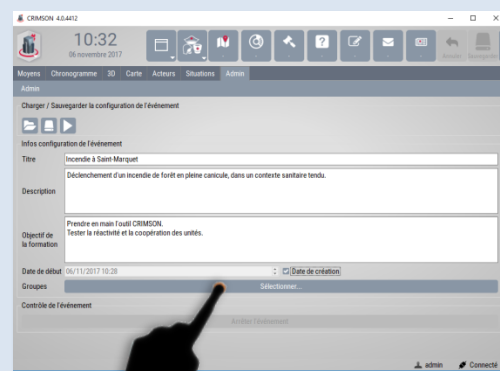 CRIMSON 4.0.4412
10:32
06 novembre 2017
Annuler Sauvegarder
Moyens Chronogramme 3D Carte Acteurs Situations Admin
Admin
Charger / Sauvegarder la configuration de l'événement
Infos configuration de l'événement
Titre Incendie à Saint-Marquet
Description Déclenchement d'un incendie de forêt en pleine canicule, dans un contexte sanitaire tendu.
Prendre en main l'outil CRIMSON.
Objectif de Tester la réactivité et la coopération des unités.
la formation
Date de début 06/11/2017 10:28 Date de création
Groupes Sélectionner...
Contrôle de l'événement
Arrêter l'événement
admin Connecté